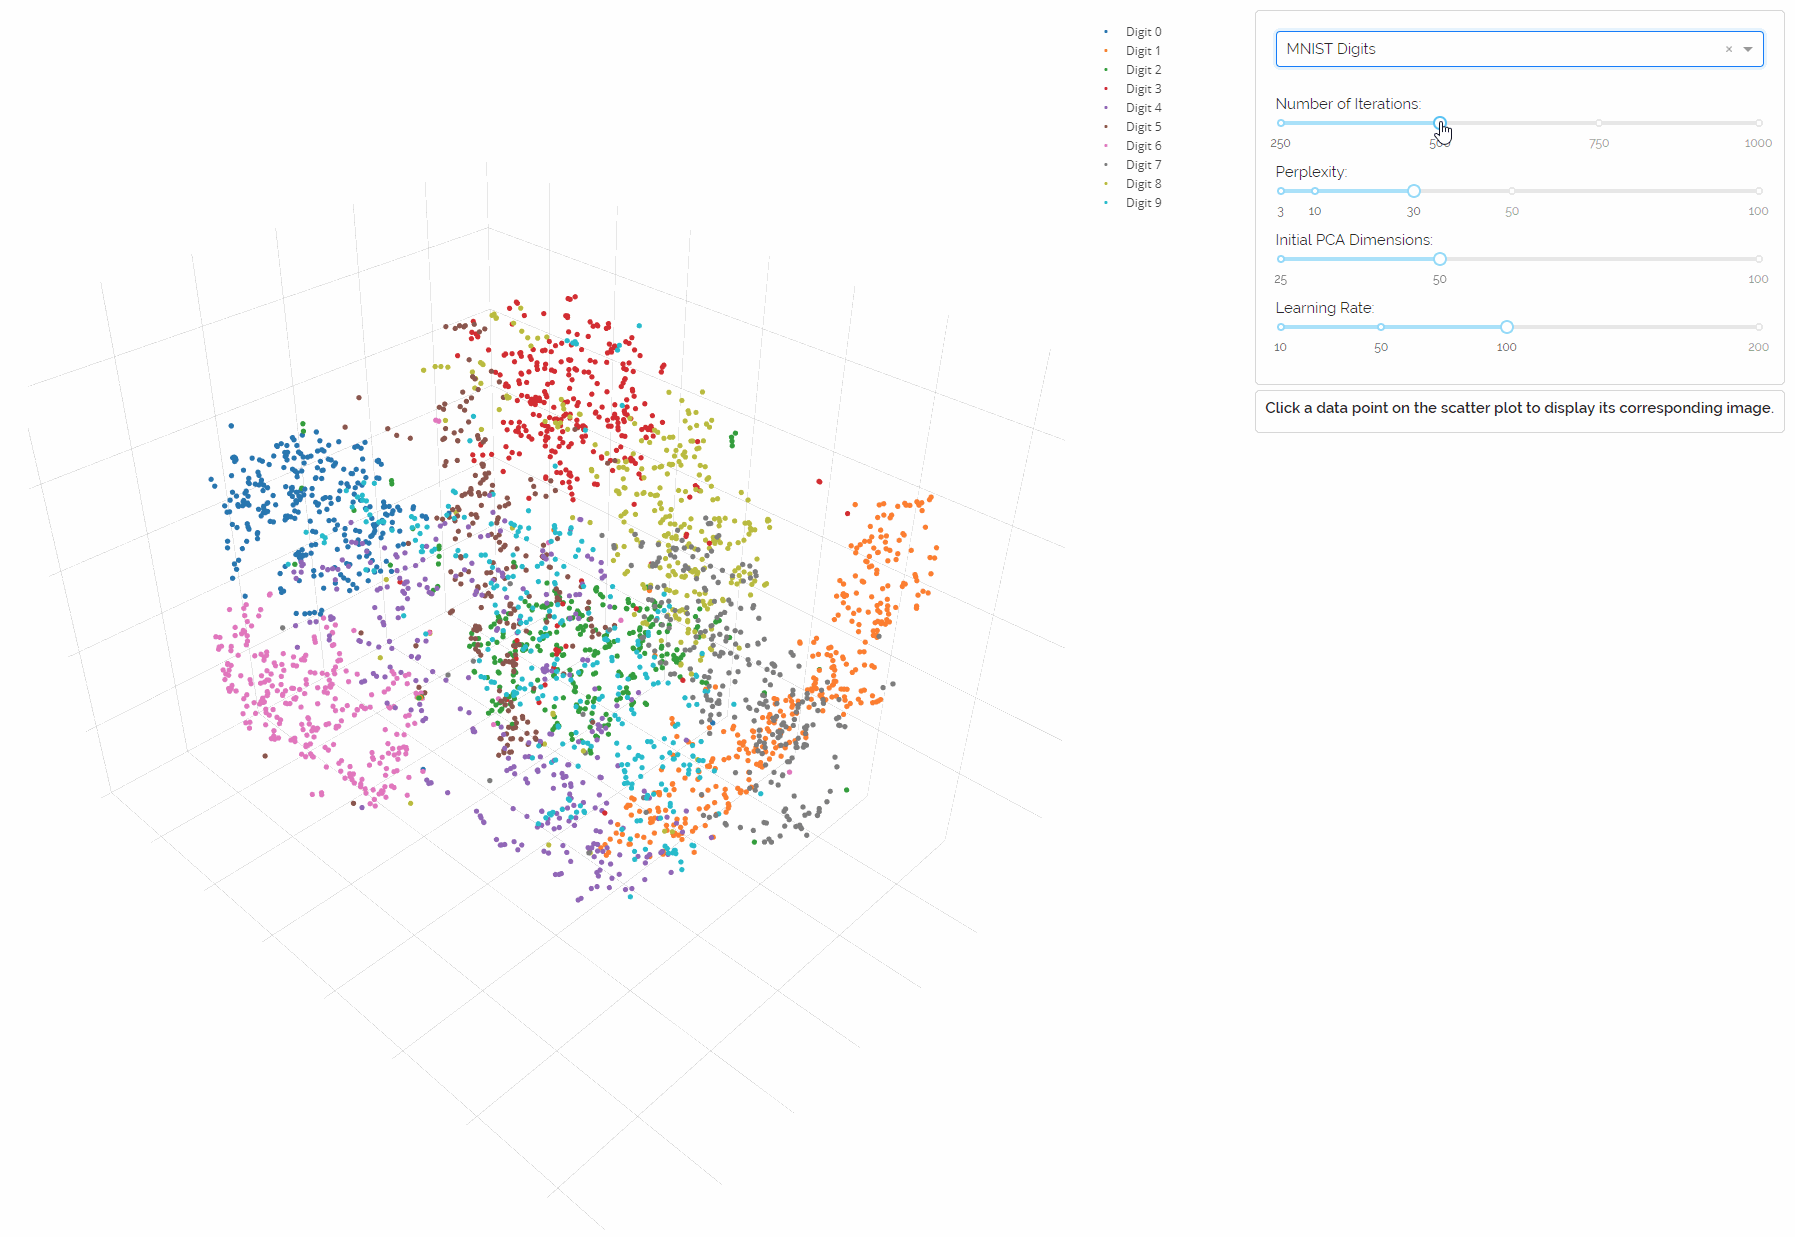 Digit 0
Digit 1
Digit 2
Digit 3
Digit 4
Digit 5
Digit 6
Digit 7
Digit 8
Digit 9
MNIST Digits
Number of Iterations:
250 750 1000
Perplexity:
3 10 30 50 100
Initial PCA Dimensions:
25 50 100
Learning Rate:
10 50 100 200
Click a data point on the scatter plot to display its corresponding image.